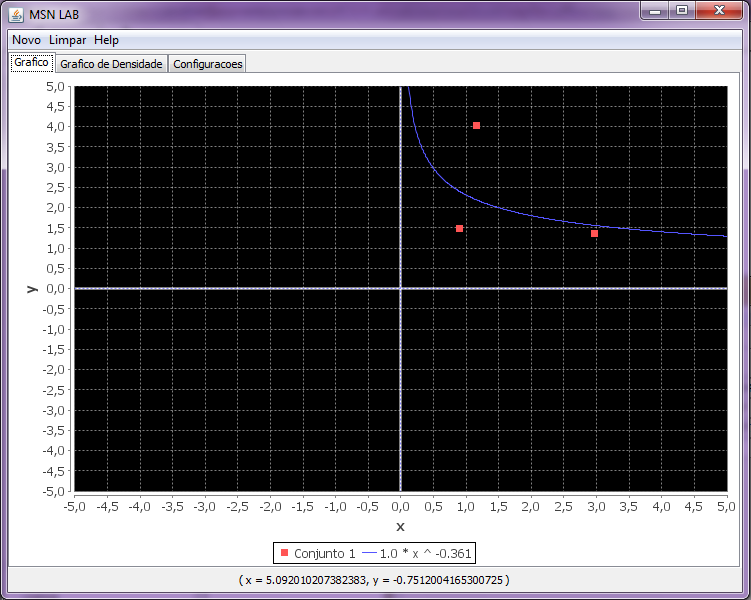 MSN LAB
Novo Limpar Help
Grafico Grafico de Densidade Configuracoes
5,0
4,5
4,0
3,5
3,0
2,5
2,0
1,5
1,0
0,5
0,0
-0,5
-1,0
-1,5
-2,0
-2,5
-3,0
-3,5
-4,0
-4,5
-5,0
y
-5,0 -4,5 -4,0 -3,5 -3,0 -2,5 -2,0 -1,5 -1,0 -0,5 0,0 0,5 1,0 1,5 2,0 2,5 3,0 3,5 4,0 4,5 5,0
x
Conjunto 1 1.0 * x ^ -0.361
( x = 5.092010207382383, y = -0.7512004165300725 )